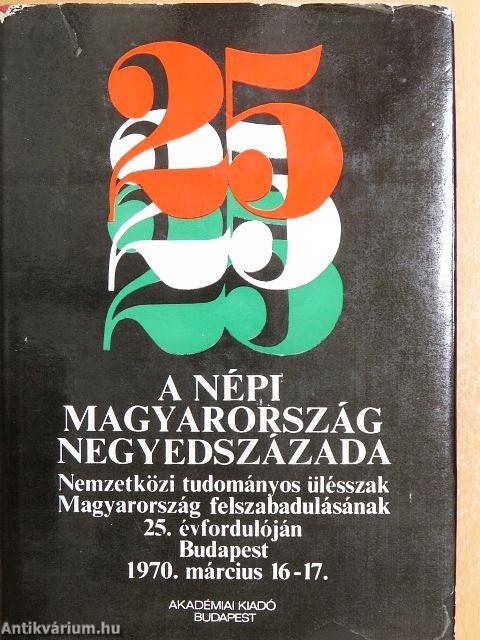 25
25
25
A NÉPI
MAGYARORSZÁG
NEGYEDSZÁZADA
Nemzetközi tudományos ülésszak
Magyarország felszabadulásának
25. évfordulóján
Budapest
1970. március 16-17.
AKADÉMIAI KIADÓ
BUDAPEST
Antikvárium.hu